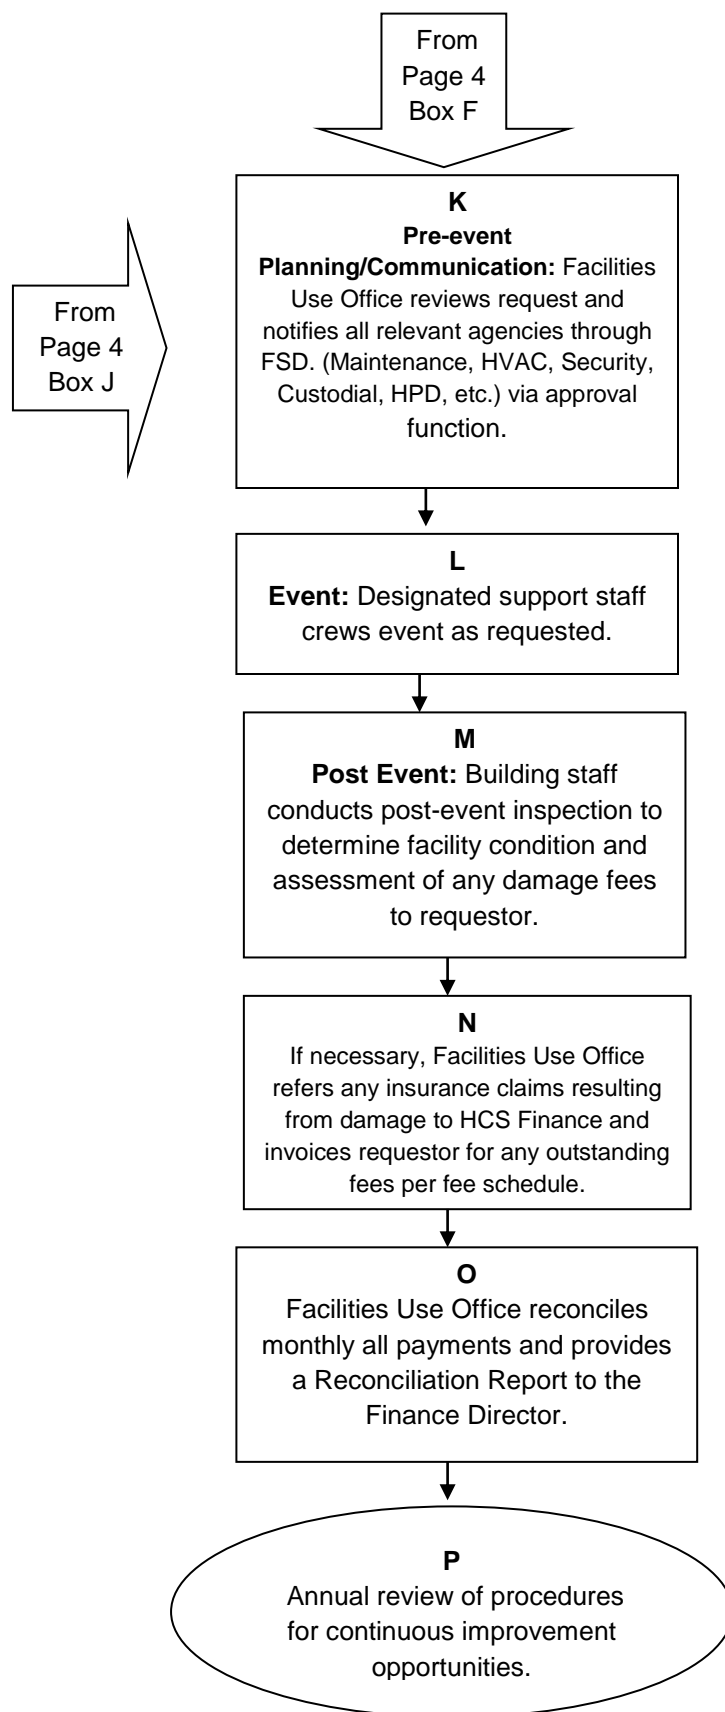 From
Page 4
Box F
K
Pre-event
Planning/Communication: Facilities
Use Office reviews request and
notifies all relevant agencies through
FSD. (Maintenance, HVAC, Security,
Custodial, HPD, etc.) via approval
function.
From
Page 4
Box J
L
Event: Designated support staff
crews event as requested.
M
Post Event: Building staff
conducts post-event inspection to
determine facility condition and
assessment of any damage fees
to requestor.
N
If necessary, Facilities Use Office
refers any insurance claims resulting
from damage to HCS Finance and
invoices requestor for any outstanding
fees per fee schedule.
O
Facilities Use Office reconciles
monthly all payments and provides
a Reconciliation Report to the
Finance Director.
P
Annual review of procedures
for continuous improvement
opportunities.